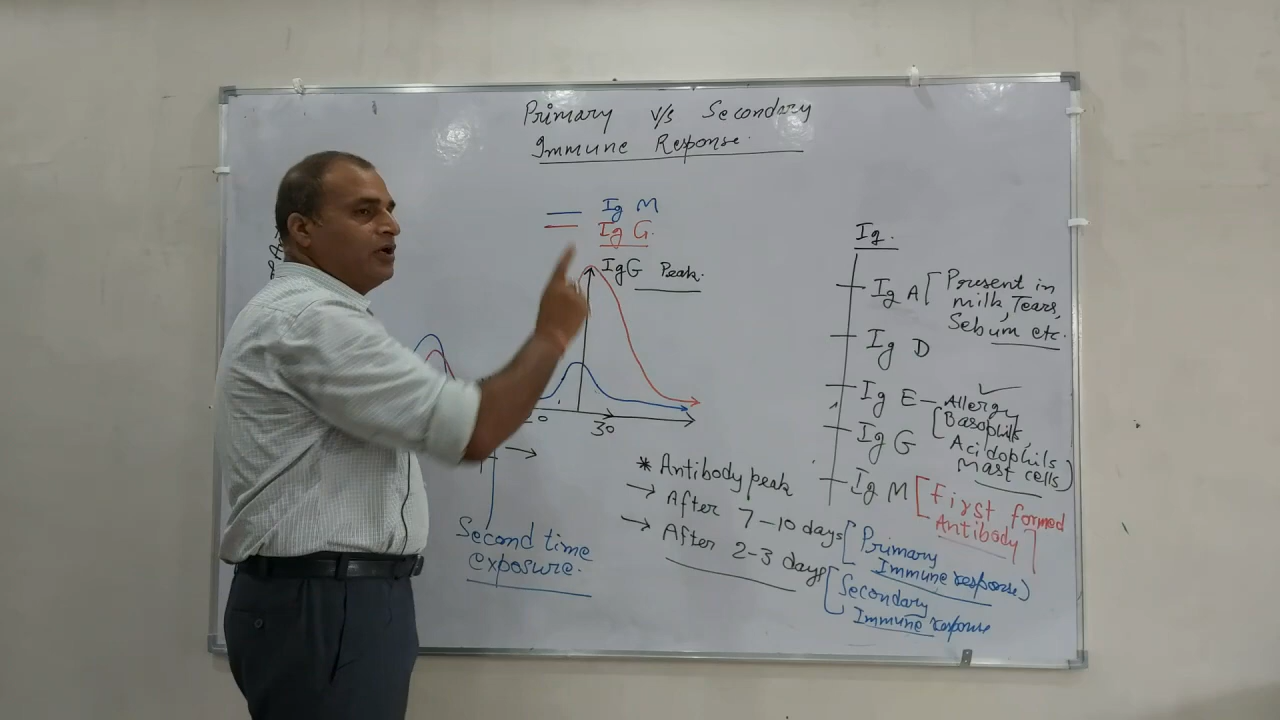 Primary v/s Secondary
Immune Response.
Ig M
Ig G.
IgG Peak.
30
Second time
exposure.
* Antibody peak
→ After 7-10 days [Primary
Immune response)
→ After 2-3 days [Secondary
Immune response
Ig.
Ig A [Present in
milk, Tears,
Sebum etc.
Ig D
Ig E - Allergy
[Basophils,
Acidophils
Mast cells)
Ig G
Ig M [First formed
Antibody]